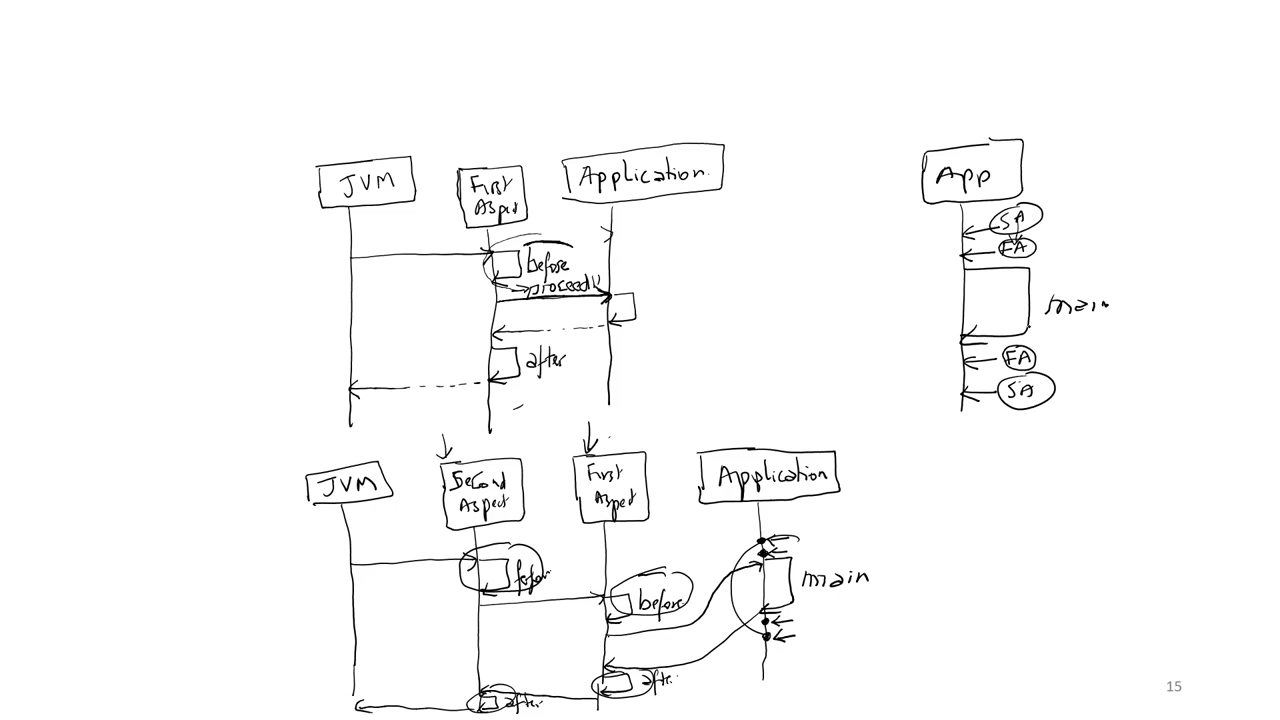 JVM
First
Aspect
Application
before
proceed()
after
App
SA
FA
main
FA
SA
JVM
Second
Aspect
First
Aspect
Application
before
main
after
after
15